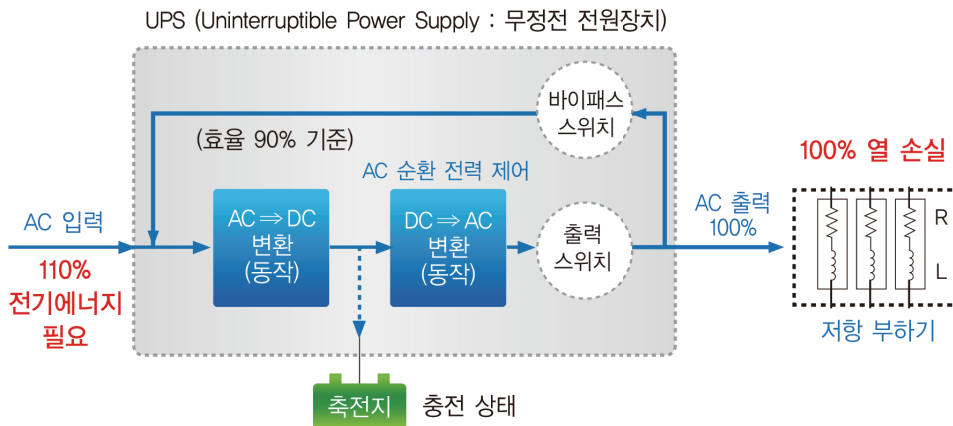 UPS (Uninterruptible Power Supply : 무정전 전원장치)
바이패스
스위치
(효율 90% 기준)
100% 열 손실
AC 순환 전력 제어
AC 입력
AC⇒DC
변환
(동작)
DC⇒AC
변환
(동작)
출력
스위치
AC 출력
100%
R
L
110%
전기에너지
필요
저항 부하기
축전지
충전 상태